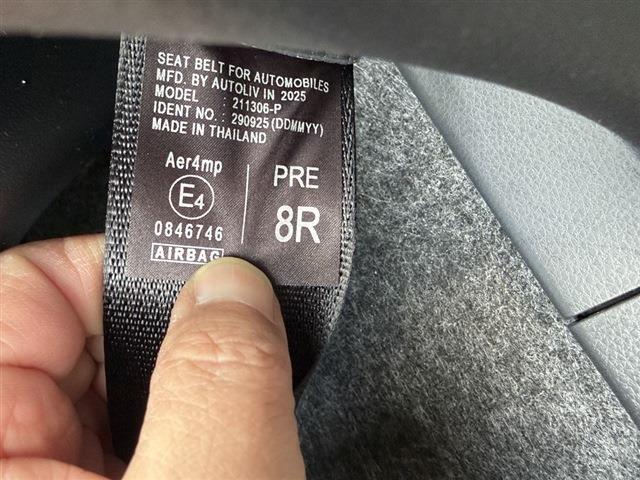 SEAT BELT FOR AUTOMOBILES
MFD. BY AUTOLIV IN 2025
MODEL : 211306-P
IDENT NO. : 290925 (DDMMYY)
MADE IN THAILAND
Aer4mp
E4
0846746
AIRBAG
PRE
8R